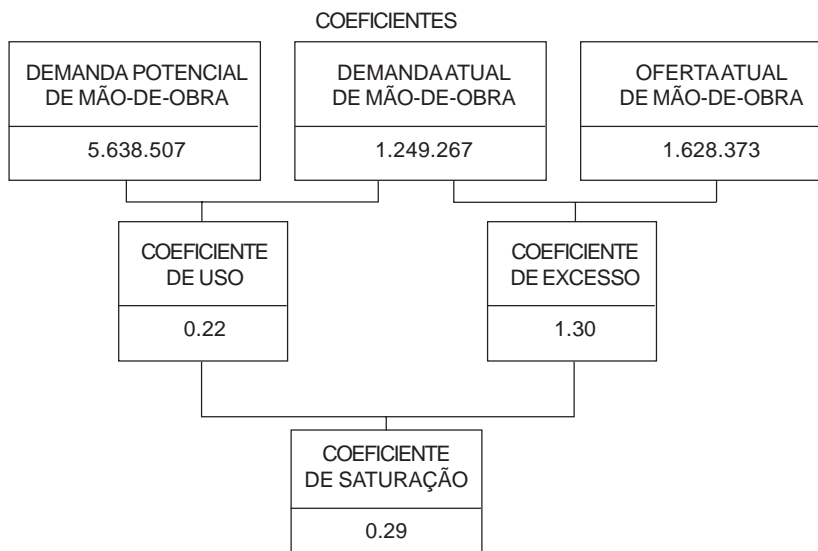 COEFICIENTES
DEMANDA POTENCIAL
DE MÃO-DE-OBRA
5.638.507
DEMANDA ATUAL
DE MÃO-DE-OBRA
1.249.267
OFERTA ATUAL
DE MÃO-DE-OBRA
1.628.373
COEFICIENTE
DE USO
0.22
COEFICIENTE
DE EXCESSO
1.30
COEFICIENTE
DE SATURAÇÃO
0.29